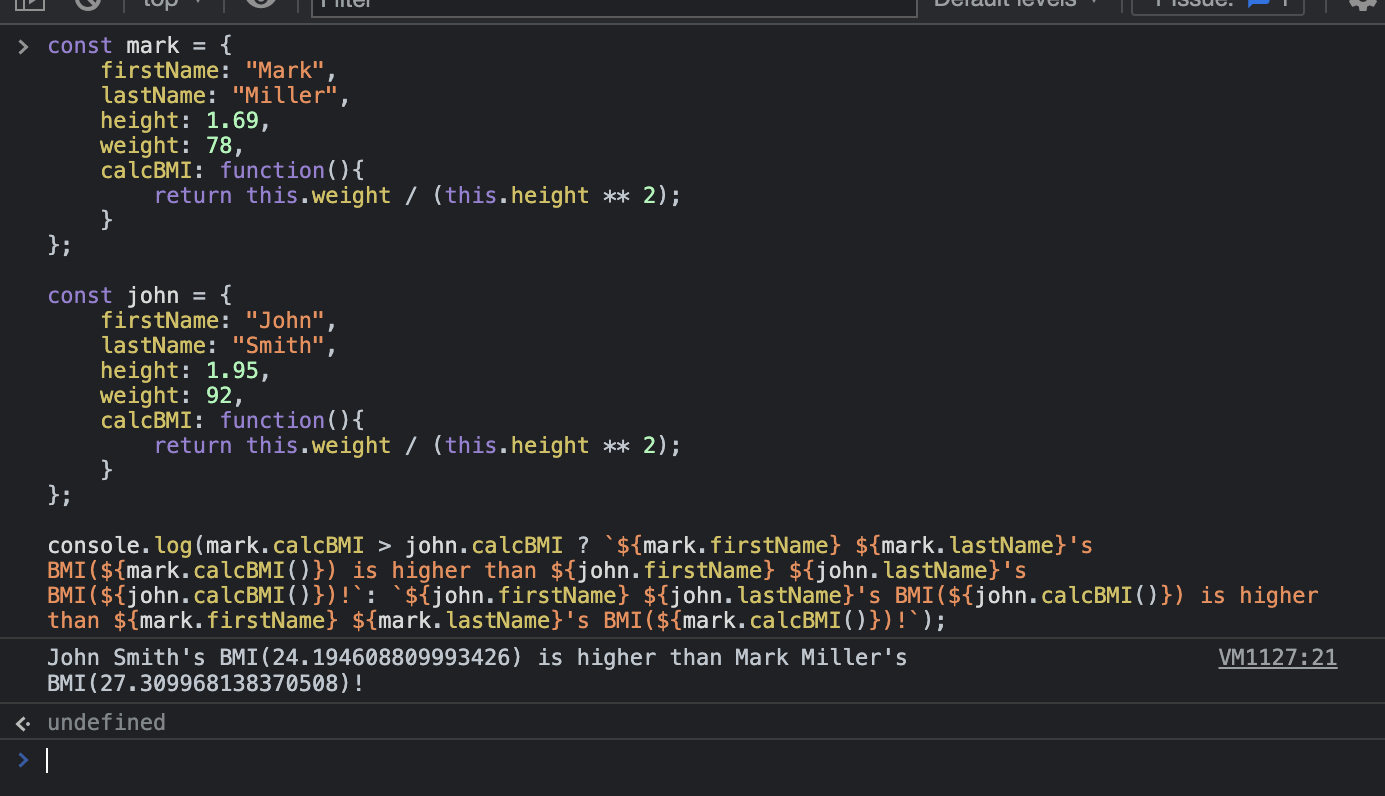 top
Filter
Default levels
1 Issue: 1
> const mark = {
    firstName: "Mark",
    lastName: "Miller",
    height: 1.69,
    weight: 78,
    calcBMI: function(){
        return this.weight / (this.height ** 2);
    }
};
const john = {
    firstName: "John",
    lastName: "Smith",
    height: 1.95,
    weight: 92,
    calcBMI: function(){
        return this.weight / (this.height ** 2);
    }
};
console.log(mark.calcBMI > john.calcBMI ? `${mark.firstName} ${mark.lastName}'s
BMI(${mark.calcBMI()}) is higher than ${john.firstName} ${john.lastName}'s
BMI(${john.calcBMI()})!`: `${john.firstName} ${john.lastName}'s BMI(${john.calcBMI()}) is higher
than ${mark.firstName} ${mark.lastName}'s BMI(${mark.calcBMI()})!`);
John Smith's BMI(24.194608809993426) is higher than Mark Miller's
VM1127:21
BMI(27.309968138370508)!
undefined
>